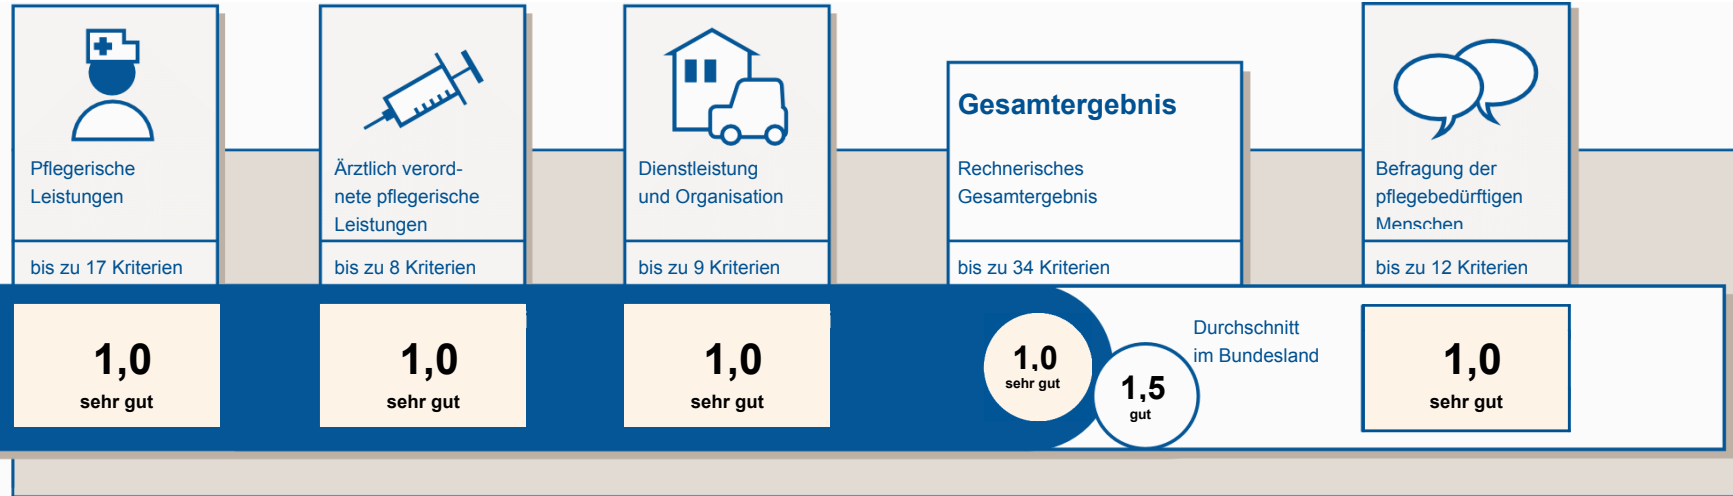 Pflegerische
Leistungen
bis zu 17 Kriterien
1,0
sehr gut
Ärztlich verord-
nete pflegerische
Leistungen
bis zu 8 Kriterien
1,0
sehr gut
Dienstleistung
und Organisation
bis zu 9 Kriterien
1,0
sehr gut
Gesamtergebnis
Rechnerisches
Gesamtergebnis
bis zu 34 Kriterien
1,0
sehr gut
Durchschnitt
im Bundesland
1,5
gut
Befragung der
pflegebedürftigen
Menschen
bis zu 12 Kriterien
1,0
sehr gut